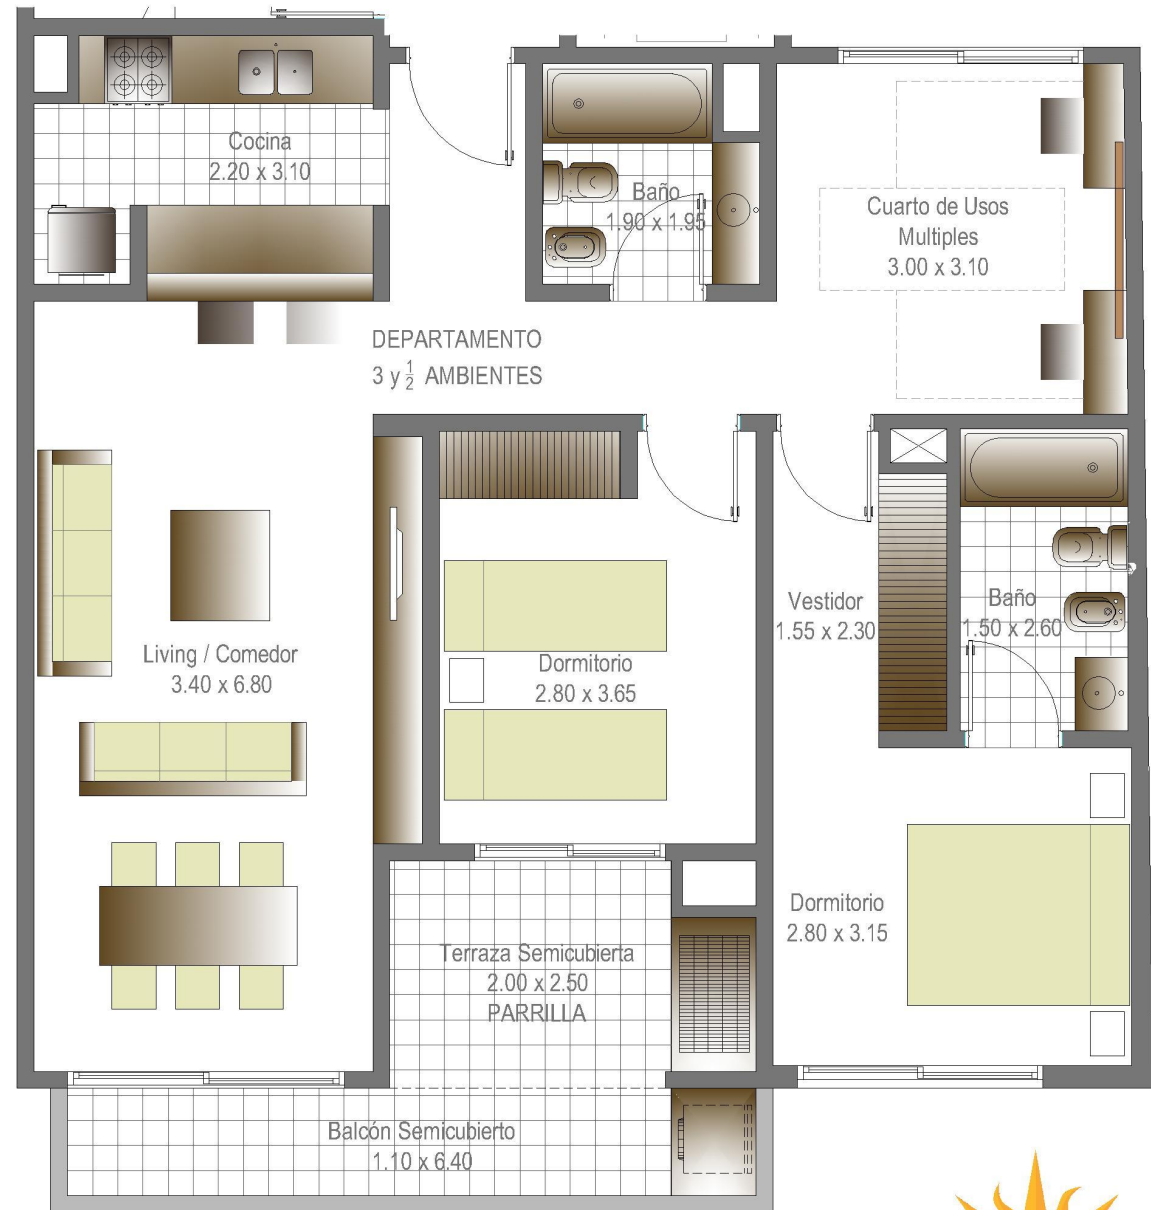 Cocina
2.20 x 3.10
Baño
1.90 x 1.95
Cuarto de Usos
Multiples
3.00 x 3.10
DEPARTAMENTO
3 y 1/2 AMBIENTES
Living / Comedor
3.40 x 6.80
Dormitorio
2.80 x 3.65
Vestidor
1.55 x 2.30
Baño
1.50 x 2.60
Dormitorio
2.80 x 3.15
Terraza Semicubierta
2.00 x 2.50
PARRILLA
Balcón Semicubierto
1.10 x 6.40